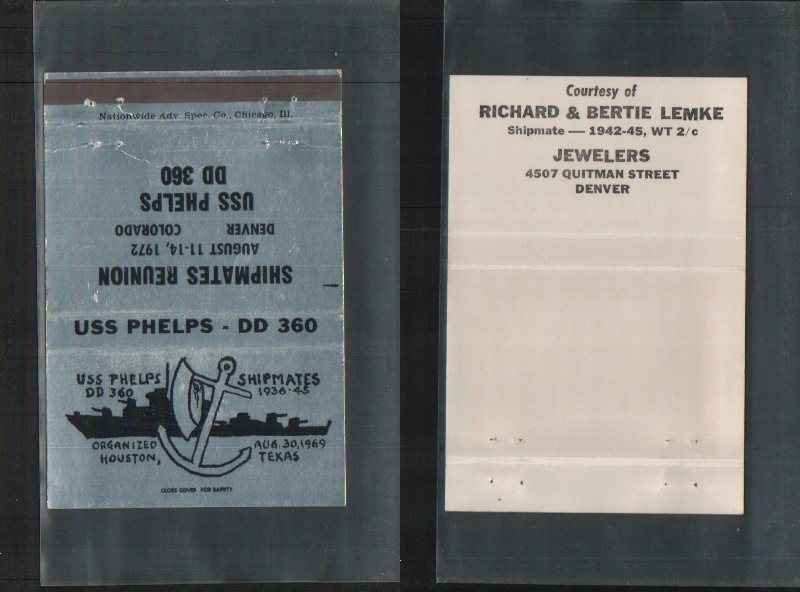 Nationwide Adv. Spec. Co., Chicago, Ill.
SHIPMATES REUNION
AUGUST 11-14, 1972
DENVER COLORADO
USS PHELPS
DD 360
USS PHELPS - DD 360
USS PHELPS SHIPMATES
DD 360 1936-45
ORGANIZED AUG. 30, 1969
HOUSTON, TEXAS
CLOSE COVER FOR SAFETY
Courtesy of
RICHARD & BERTIE LEMKE
Shipmate — 1942-45, WT 2/c
JEWELERS
4507 QUITMAN STREET
DENVER